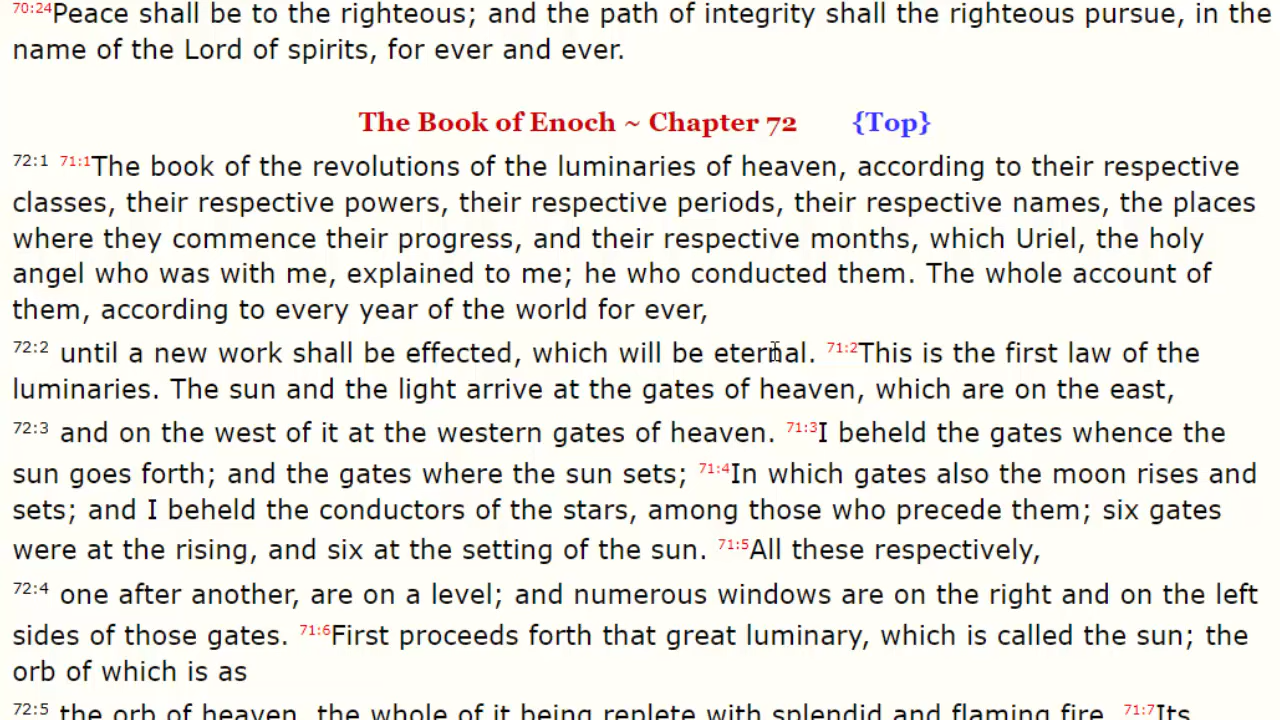 70:24Peace shall be to the righteous; and the path of integrity shall the righteous pursue, in the
name of the Lord of spirits, for ever and ever.
The Book of Enoch ~ Chapter 72 {Top}
72:1 71:1The book of the revolutions of the luminaries of heaven, according to their respective
classes, their respective powers, their respective periods, their respective names, the places
where they commence their progress, and their respective months, which Uriel, the holy
angel who was with me, explained to me; he who conducted them. The whole account of
them, according to every year of the world for ever,
72:2 until a new work shall be effected, which will be eternal. 71:2This is the first law of the
luminaries. The sun and the light arrive at the gates of heaven, which are on the east,
72:3 and on the west of it at the western gates of heaven. 71:3I beheld the gates whence the
sun goes forth; and the gates where the sun sets; 71:4In which gates also the moon rises and
sets; and I beheld the conductors of the stars, among those who precede them; six gates
were at the rising, and six at the setting of the sun. 71:5All these respectively,
72:4 one after another, are on a level; and numerous windows are on the right and on the left
sides of those gates. 71:6First proceeds forth that great luminary, which is called the sun; the
orb of which is as
72:5 the orb of heaven, the whole of it being replete with splendid and flaming fire. 71:7Its